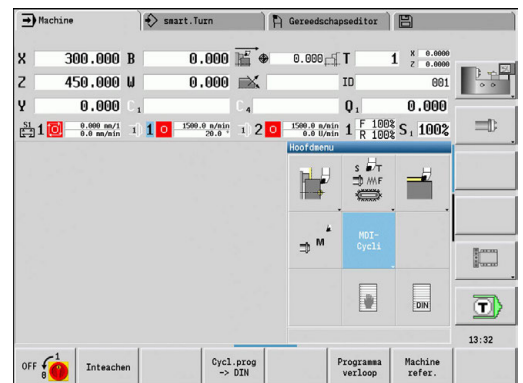 Machine smart.Turn Gereedschapseditor
X 300.000 B 0.000 0.000 T 1 X 0.0000
Z 0.0000
Z 450.000 W 0.000 ID 001
Y 0.000 C1 C4 Q1 0.000
S1 1 0.000 mm/1
0.0 mm/min 1) 1 1500.0 m/min
20.0 ° 1) 2 1500.0 m/min
0.0 U/min 1 F 100%
R 100% S1 100%
Hoofdmenu
S T
M/F
M
MDI-
Cycli
DIN
T
13:32
OFF 1
0
Inteachen
Cycl.prog
-> DIN
Programma
verloop
Machine
refer.